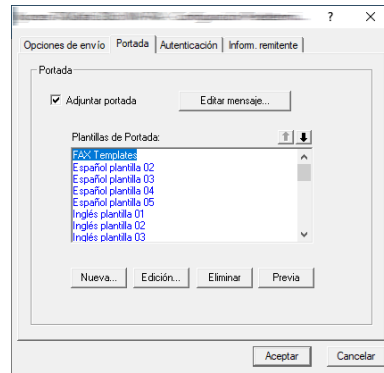 ?
Opciones de envío Portada Autenticación Inform. remitente
Portada
Adjuntar portada Editar mensaje...
Plantillas de Portada:
FAX Templates
Español plantilla 02
Español plantilla 03
Español plantilla 04
Español plantilla 05
Inglés plantilla 01
Inglés plantilla 02
Inglés plantilla 03
Nueva... Edición... Eliminar Previa
Aceptar Cancelar